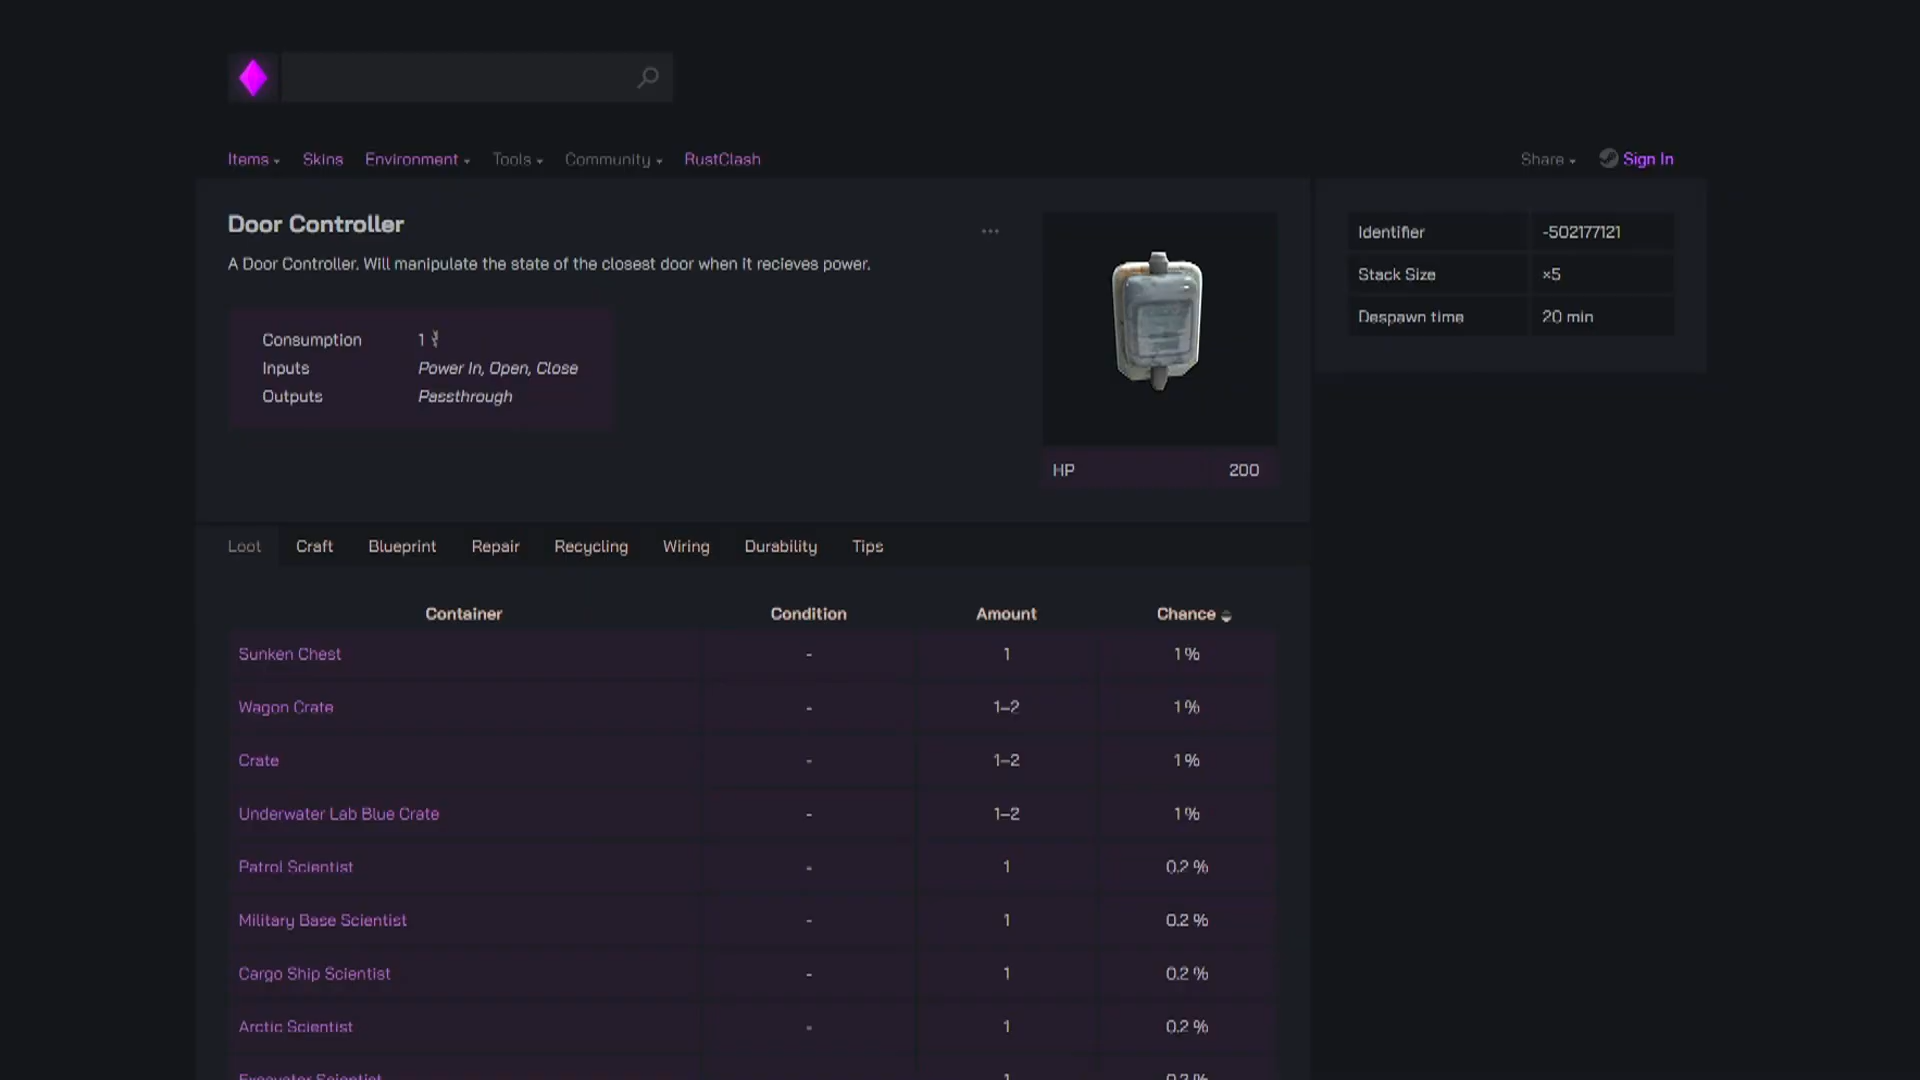 Items Skins Environment Tools Community RustClash Share Sign In
Door Controller
...
A Door Controller. Will manipulate the state of the closest door when it recieves power.
Consumption 1
Inputs Power In, Open, Close
Outputs Passthrough
HP 200
Identifier -502177121
Stack Size ×5
Despawn time 20 min
Loot Craft Blueprint Repair Recycling Wiring Durability Tips
Container Condition Amount Chance
Sunken Chest - 1 1 %
Wagon Crate - 1–2 1 %
Crate - 1–2 1 %
Underwater Lab Blue Crate - 1–2 1 %
Patrol Scientist - 1 0.2 %
Military Base Scientist - 1 0.2 %
Cargo Ship Scientist - 1 0.2 %
Arctic Scientist - 1 0.2 %
Excavator Scientist 1 0.2 %